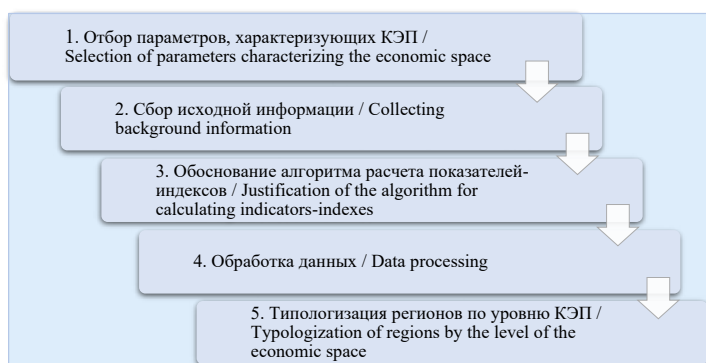 1. Отбор параметров, характеризующих КЭП /
Selection of parameters characterizing the economic space
2. Сбор исходной информации / Collecting
background information
3. Обоснование алгоритма расчета показателей-
индексов / Justification of the algorithm for
calculating indicators-indexes
4. Обработка данных / Data processing
5. Типологизация регионов по уровню КЭП /
Typologization of regions by the level of the
economic space